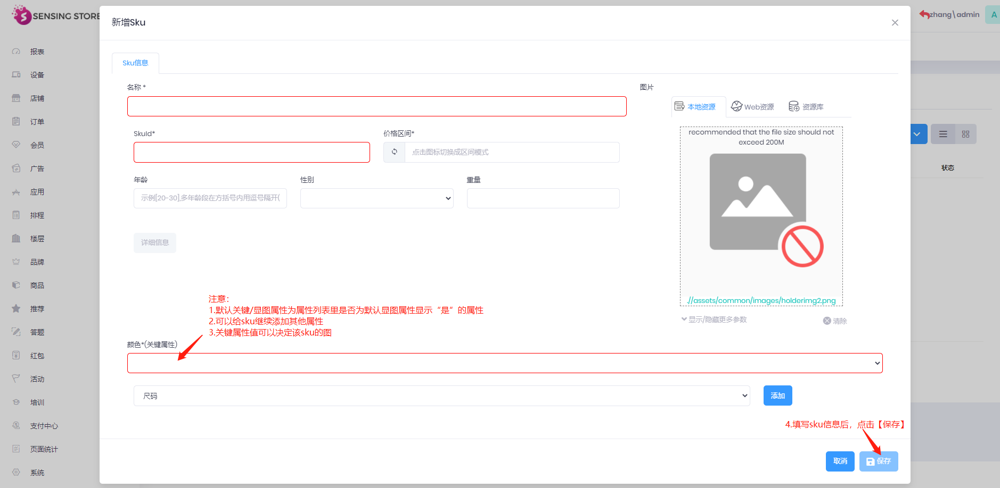 SENSING STORE
zhang\admin
A
报表
设备
店铺
订单
会员
广告
应用
排程
楼层
品牌
商品
推荐
答题
红包
活动
培训
支付中心
页面统计
系统
新增Sku
Sku信息
名称 *
图片
本地资源
Web资源
资源库
SkuId*
价格区间*
点击图标切换成区间模式
recommended that the file size should not
exceed 200M
状态
年龄
性别
重量
示例[20-30],多年龄段在方括号内用逗号隔开(
详细信息
.//assets/common/images/holderimg2.png
显示/隐藏更多参数
清除
注意：
1.默认关键/显图属性为属性列表里是否为默认显图属性显示“是”的属性
2.可以给sku继续添加其他属性
3.关键属性值可以决定该sku的图
颜色*(关键属性)
尺码
添加
4.填写sku信息后，点击【保存】
取消
保存